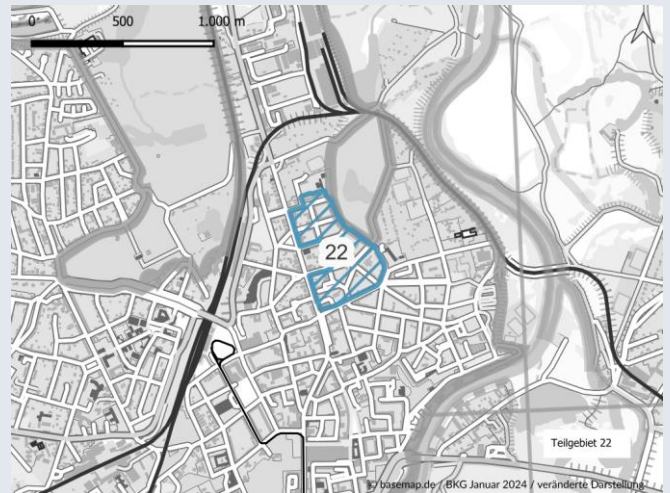 0 500 1.000 m
22
Teilgebiet 22
© basemap.de / BKG Januar 2024 / veränderte Darstellung